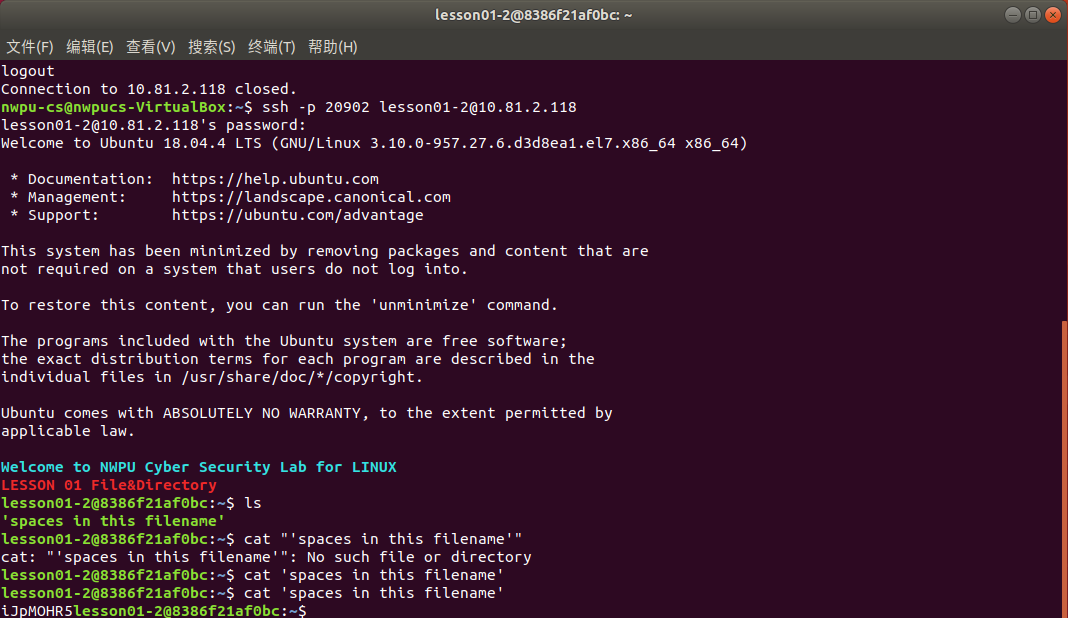 lesson01-2@8386f21af0bc: ~
文件(F) 编辑(E) 查看(V) 搜索(S) 终端(T) 帮助(H)
logout
Connection to 10.81.2.118 closed.
nwpu-cs@nwpucs-VirtualBox:~$ ssh -p 20902 lesson01-2@10.81.2.118
lesson01-2@10.81.2.118's password:
Welcome to Ubuntu 18.04.4 LTS (GNU/Linux 3.10.0-957.27.6.d3d8ea1.el7.x86_64 x86_64)
* Documentation:  https://help.ubuntu.com
* Management:     https://landscape.canonical.com
* Support:        https://ubuntu.com/advantage
This system has been minimized by removing packages and content that are
not required on a system that users do not log into.
To restore this content, you can run the 'unminimize' command.
The programs included with the Ubuntu system are free software;
the exact distribution terms for each program are described in the
individual files in /usr/share/doc/*/copyright.
Ubuntu comes with ABSOLUTELY NO WARRANTY, to the extent permitted by
applicable law.
Welcome to NWPU Cyber Security Lab for LINUX
LESSON 01 File&Directory
lesson01-2@8386f21af0bc:~$ ls
'spaces in this filename'
lesson01-2@8386f21af0bc:~$ cat "'spaces in this filename'"
cat: "'spaces in this filename'": No such file or directory
lesson01-2@8386f21af0bc:~$ cat 'spaces in this filename'
lesson01-2@8386f21af0bc:~$ cat 'spaces in this filename'
iJpMOHR5lesson01-2@8386f21af0bc:~$